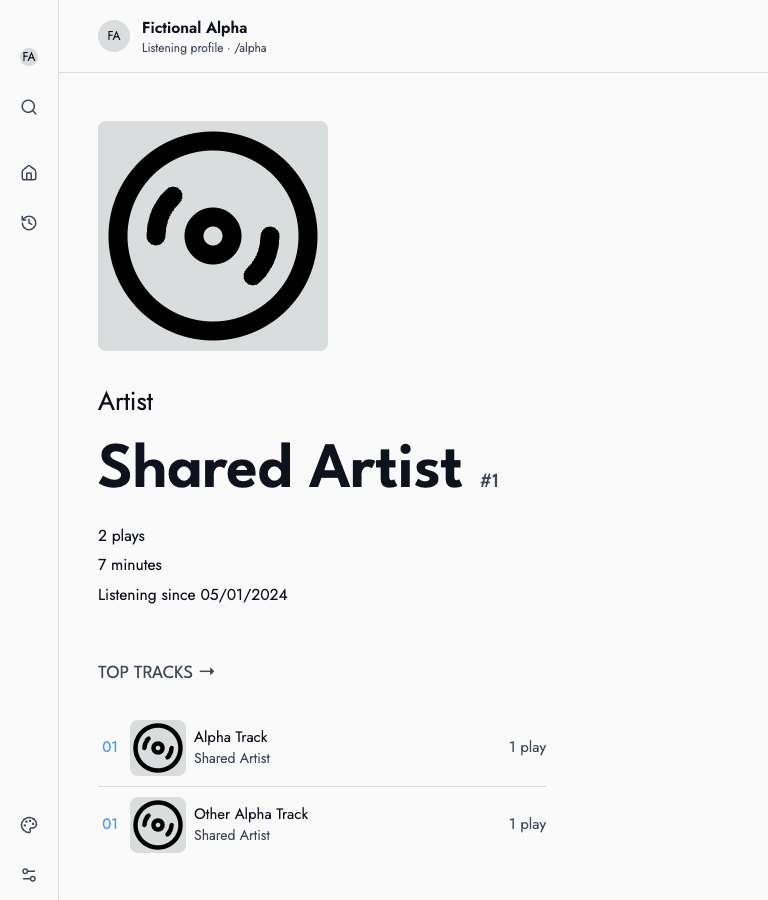 FA
FA
Fictional Alpha
Listening profile · /alpha
Artist
Shared Artist #1
2 plays
7 minutes
Listening since 05/01/2024
TOP TRACKS →
01 Alpha Track 1 play
Shared Artist
01 Other Alpha Track 1 play
Shared Artist